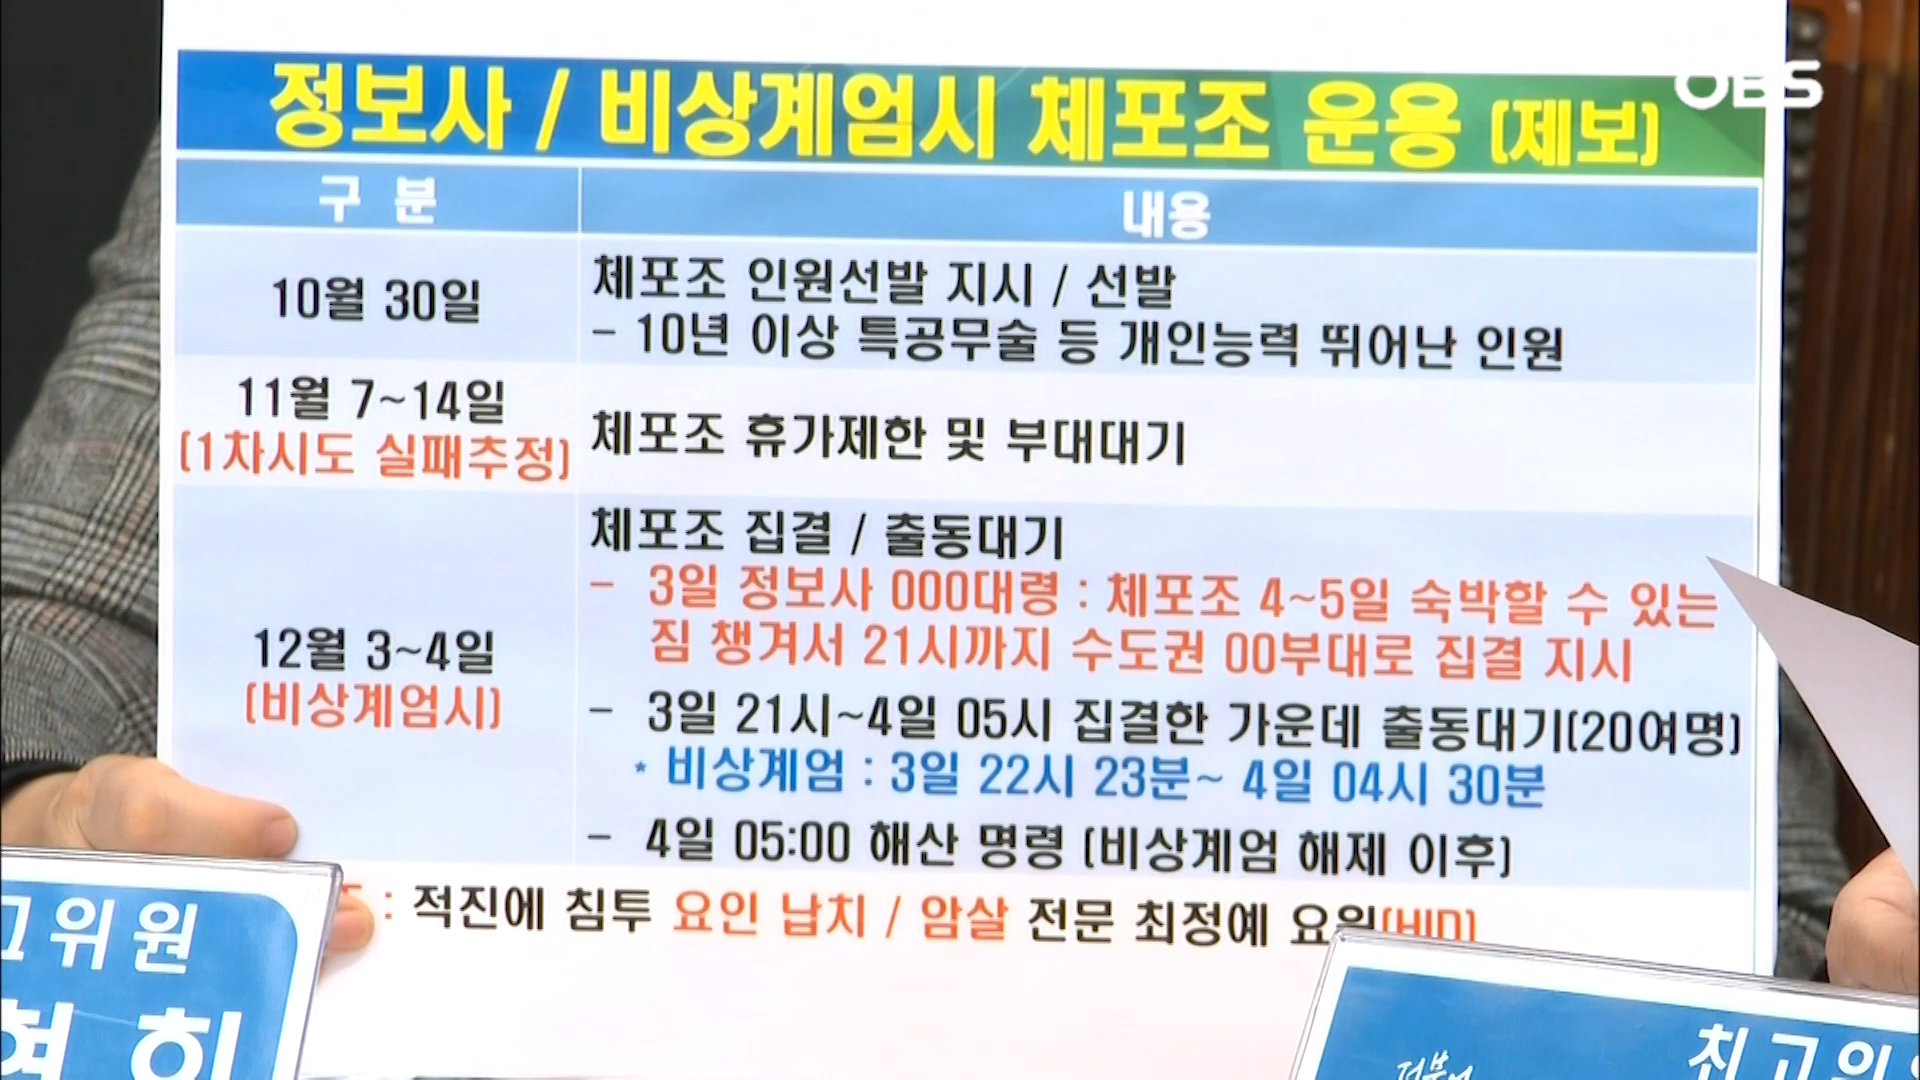 OBS
정보사 / 비상계엄시 체포조 운용 (제보)
구 분
내용
10월 30일
체포조 인원선발 지시 / 선발
- 10년 이상 특공무술 등 개인능력 뛰어난 인원
11월 7~14일
(1차시도 실패추정)
체포조 휴가제한 및 부대대기
12월 3~4일
(비상계엄시)
체포조 집결 / 출동대기
- 3일 정보사 000대령 : 체포조 4~5일 숙박할 수 있는
짐 챙겨서 21시까지 수도권 00부대로 집결 지시
- 3일 21시~4일 05시 집결한 가운데 출동대기(20여명)
* 비상계엄 : 3일 22시 23분~ 4일 04시 30분
- 4일 05:00 해산 명령 (비상계엄 해제 이후)
: 적진에 침투 요인 납치 / 암살 전문 최정예 요원(HID)
고위원
현 희
더불어
최고위